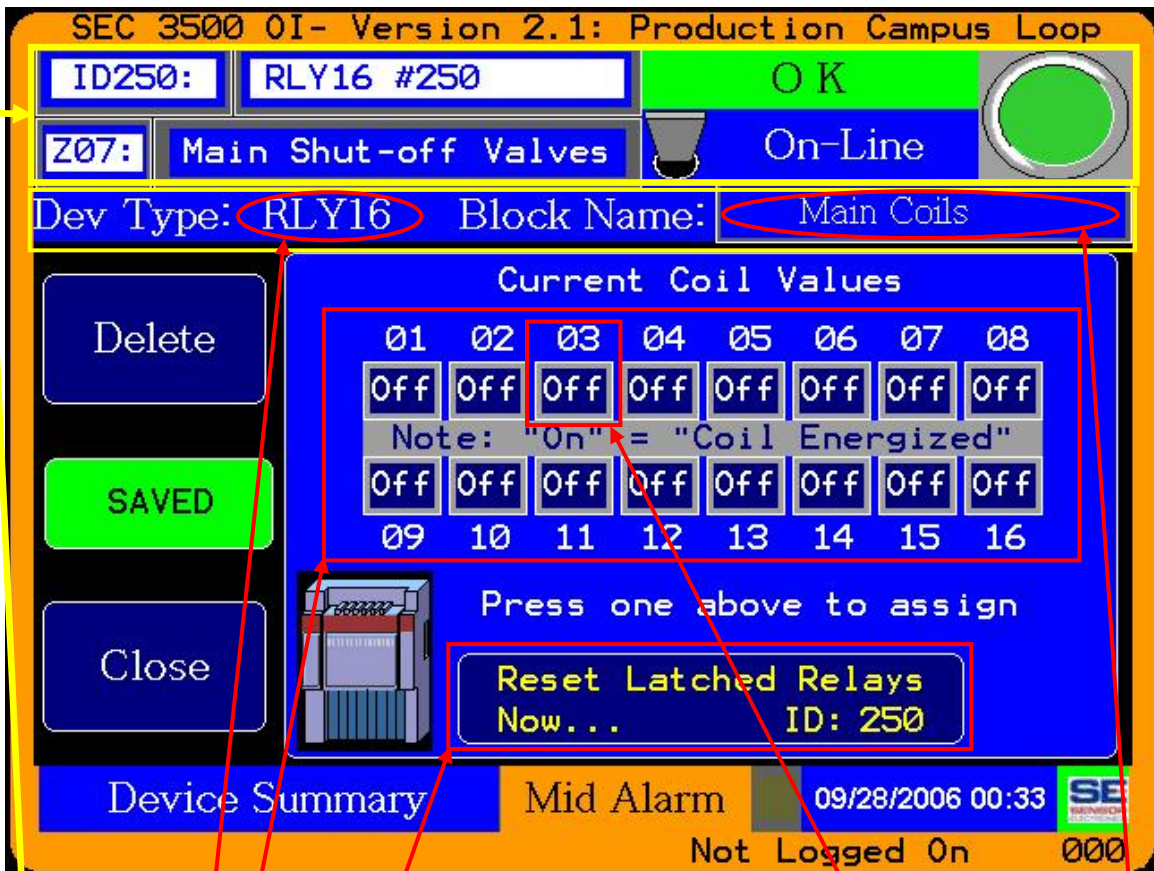 SEC 3500 OI- Version 2.1: Production Campus Loop
ID250: RLY16 #250 OK
Z07: Main Shut-off Valves On-Line
Dev Type: RLY16 Block Name: Main Coils
Current Coil Values
Delete
01 02 03 04 05 06 07 08
Off Off Off Off Off Off Off Off
Note: "On" = "Coil Energized"
SAVED
Off Off Off Off Off Off Off Off
09 10 11 12 13 14 15 16
Press one above to assign
Close
Reset Latched Relays
Now... ID: 250
Device Summary Mid Alarm 09/28/2006 00:33 SE
Not Logged On 000